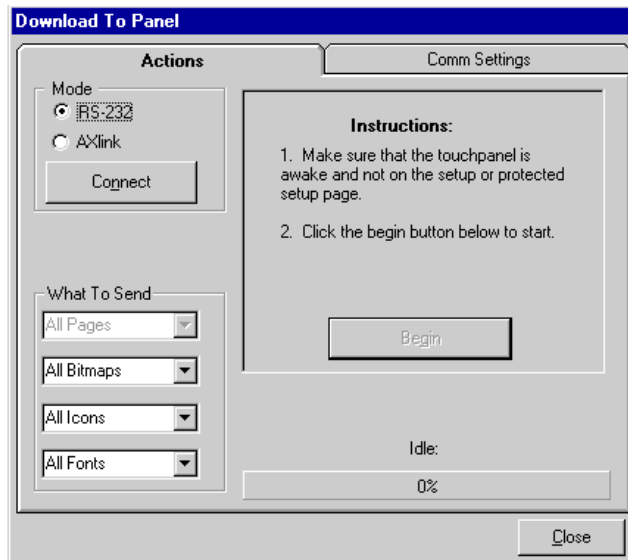 Download To Panel
Actions
Comm Settings
Mode
RS-232
AXlink
Connect
Instructions:
1. Make sure that the touchpanel is
awake and not on the setup or protected
setup page.
2. Click the begin button below to start.
Begin
What To Send
All Pages
All Bitmaps
All Icons
All Fonts
Idle:
0%
Close